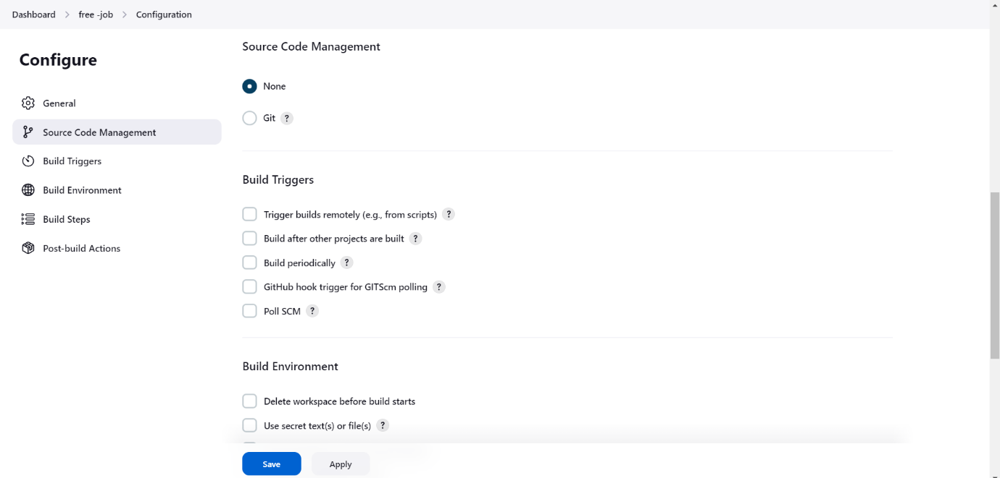 Dashboard > free -job > Configuration
Configure
General
Source Code Management
Build Triggers
Build Environment
Build Steps
Post-build Actions
Source Code Management
None
Git ?
Build Triggers
Trigger builds remotely (e.g., from scripts) ?
Build after other projects are built ?
Build periodically ?
GitHub hook trigger for GITScm polling ?
Poll SCM ?
Build Environment
Delete workspace before build starts
Use secret text(s) or file(s) ?
Save Apply